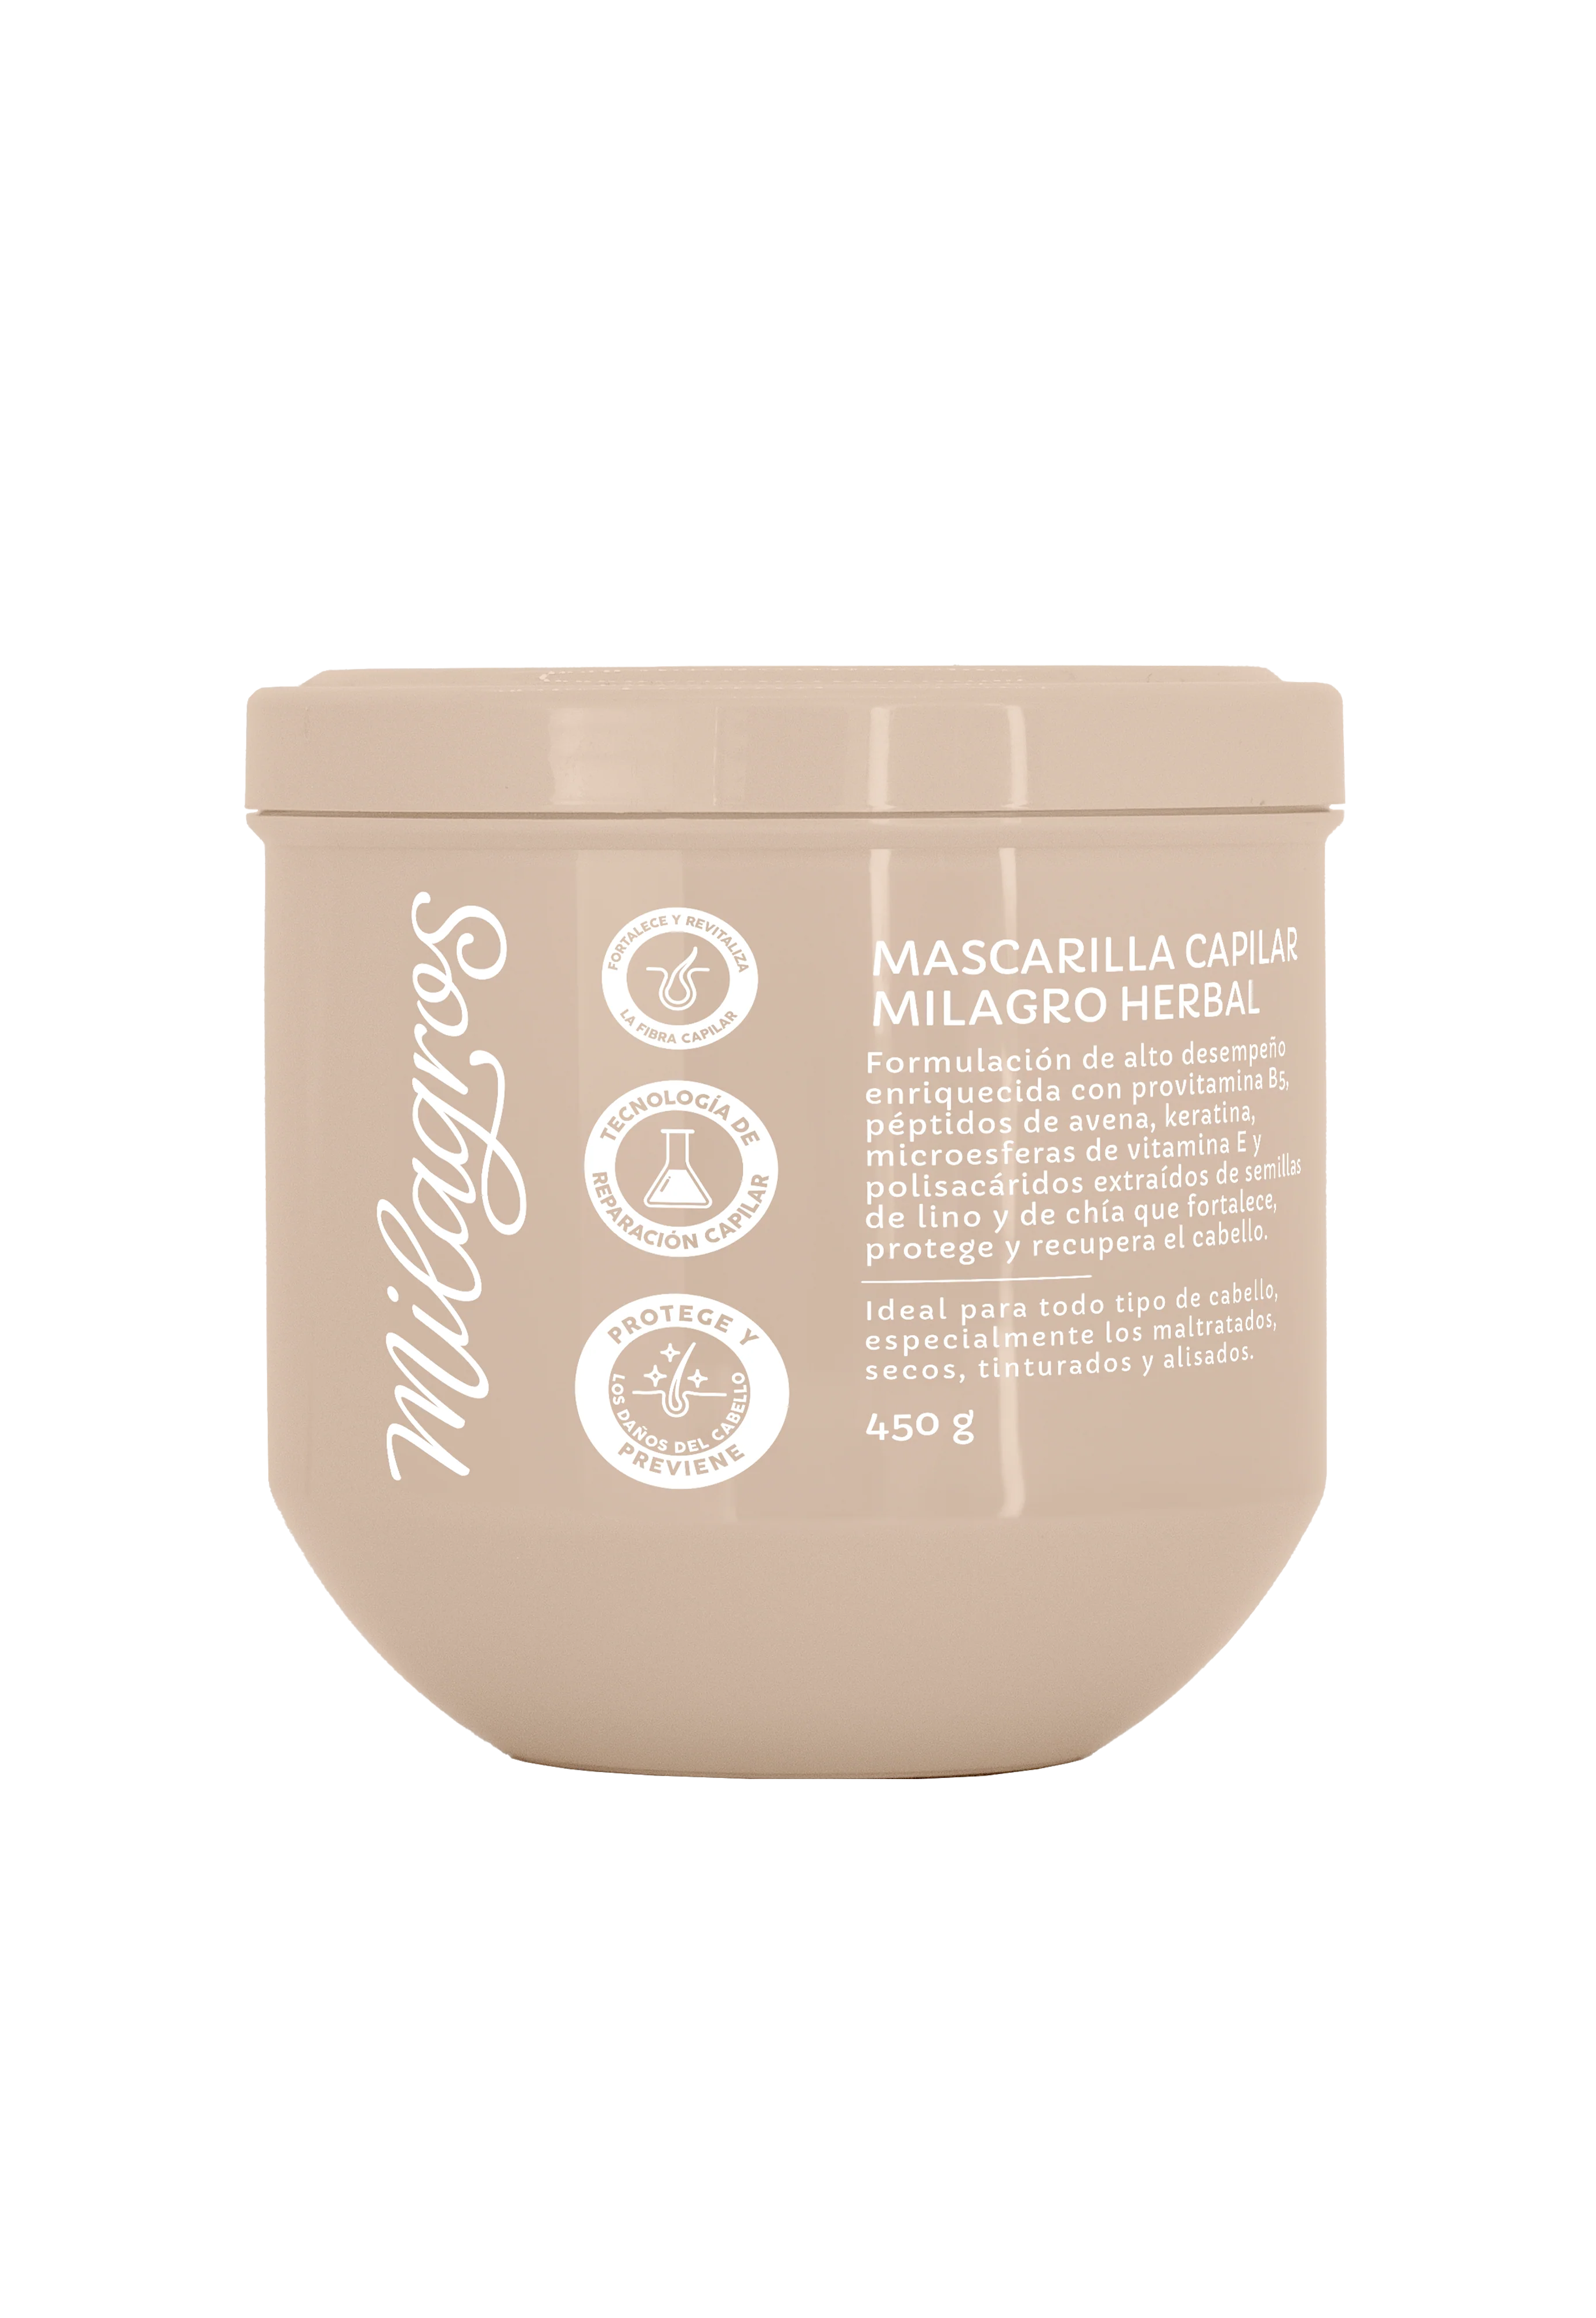 Milagros
FORTALECE Y REVITALIZA
LA FIBRA CAPILAR
TECNOLOGÍA DE
REPARACIÓN CAPILAR
PROTEGE Y
PREVIENE
LOS DAÑOS DEL CABELLO
MASCARILLA CAPILAR
MILAGRO HERBAL
Formulación de alto desempeño
enriquecida con provitamina B5,
péptidos de avena, keratina,
microesferas de vitamina E y
polisacáridos extraídos de semillas
de lino y de chía que fortalece,
protege y recupera el cabello.
Ideal para todo tipo de cabello,
especialmente los maltratados,
secos, tinturados y alisados.
450 g